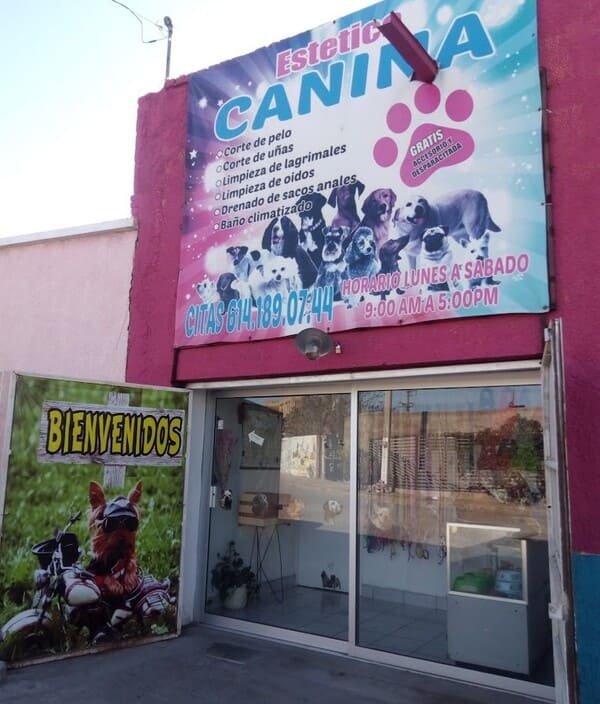 Estetica
CANINA
Corte de pelo
Corte de uñas
Limpieza de lagrimales
Limpieza de oidos
Drenado de sacos anales
Baño climatizado
GRATIS
ACCESORIO Y
DESPARACITADA
HORARIO LUNES A SABADO
9:00 AM A 5:00PM
CITAS 614.189.07.44
BIENVENIDOS